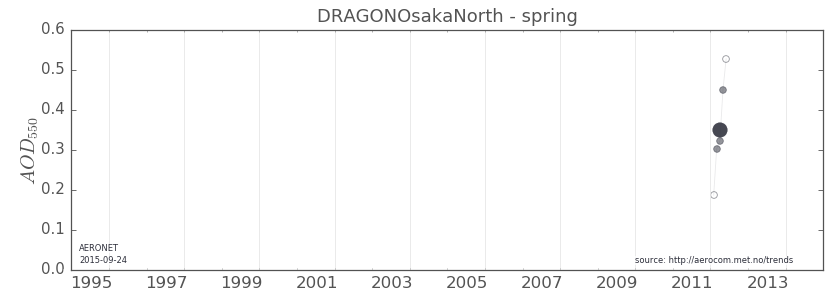 DRAGONOsakaNorth - spring
0.6
0.5
0.4
0.3
0.2
0.1
0.0
AOD550
AERONET
2015-09-24
source: http://aerocom.met.no/trends
1995 1997 1999 2001 2003 2005 2007 2009 2011 2013